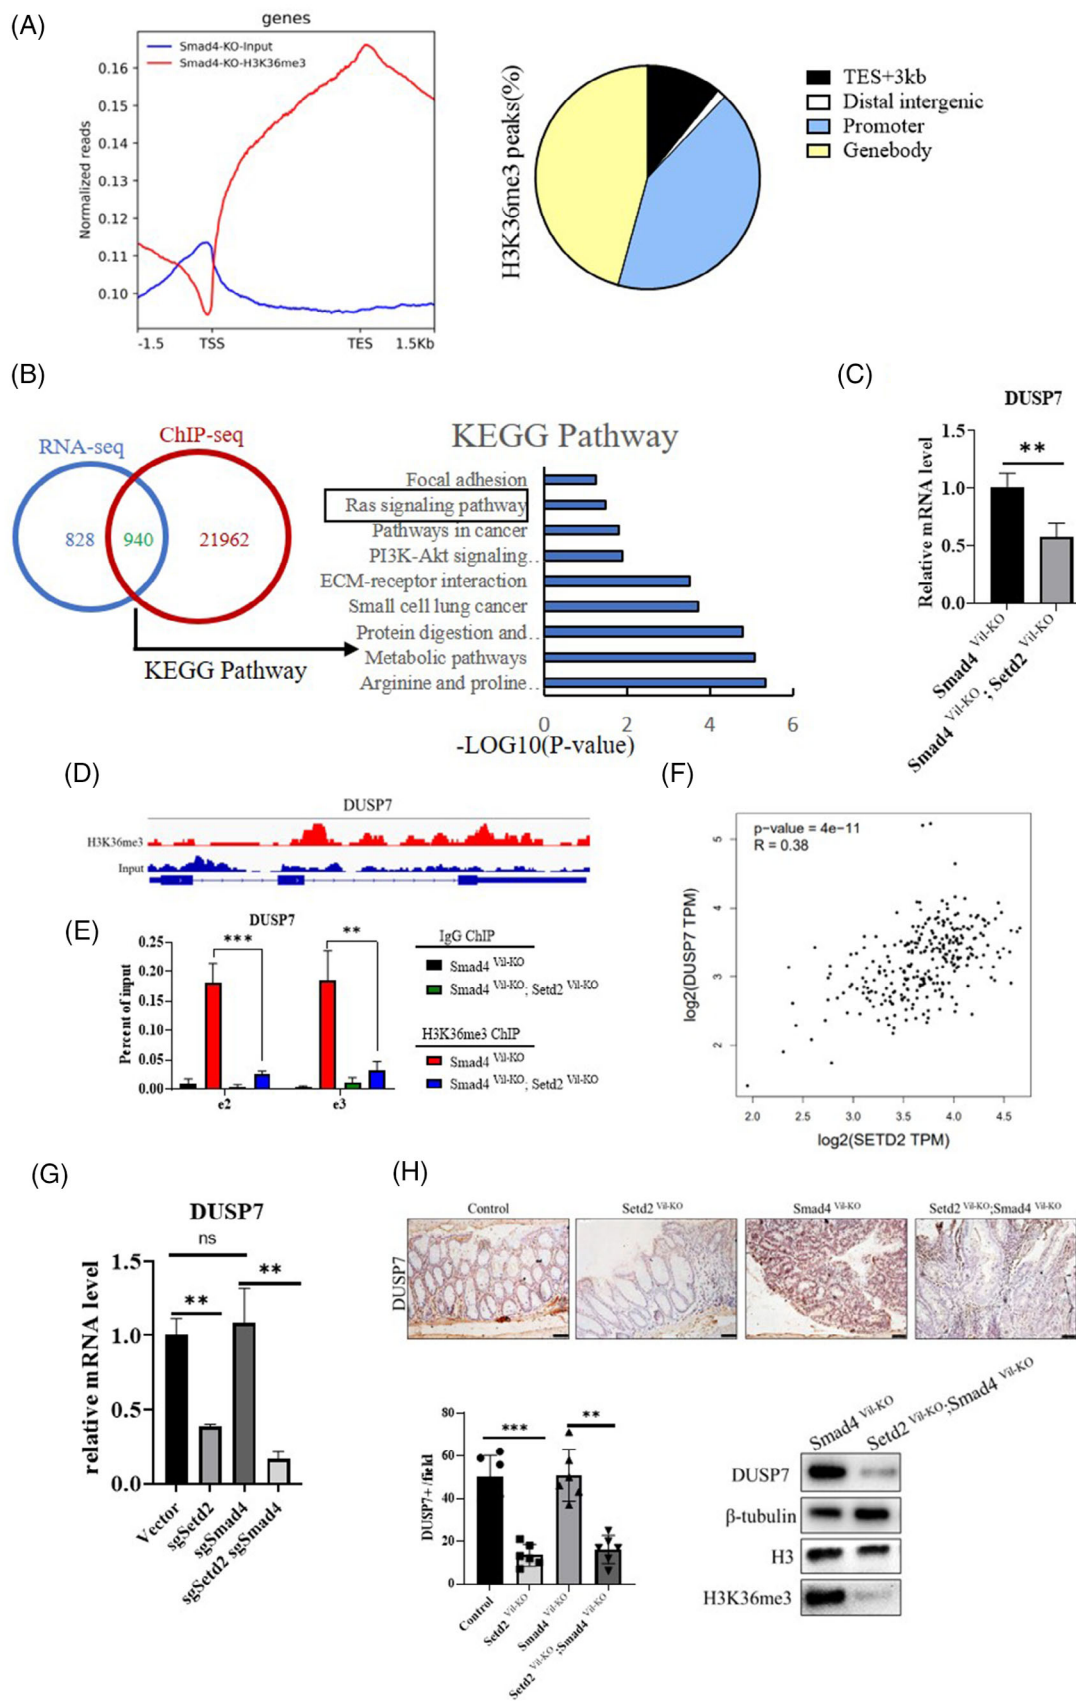 (A)
genes
Smad4-KO-Input
Smad4-KO-H3K36me3
Normalized reads
0.16
0.15
0.14
0.13
0.12
0.11
0.10
-1.5 TSS TES 1.5Kb
H3K36me3 peaks(%)
TES+3kb
Distal intergenic
Promoter
Genebody
(B)
RNA-seq
ChIP-seq
828 940 21962
KEGG Pathway
KEGG Pathway
Focal adhesion
Ras signaling pathway
Pathways in cancer
PI3K-Akt signaling..
ECM-receptor interaction
Small cell lung cancer
Protein digestion and ..
Metabolic pathways
Arginine and proline..
0 2 4 6
-LOG10(P-value)
(C)
DUSP7
**
Relative mRNA level
1.5
1.0
0.5
0.0
Smad4 Vil-KO
Smad4 Vil-KO; Setd2 Vil-KO
(D)
DUSP7
H3K36me3
Input
(E)
DUSP7
*** **
Percent of input
0.25
0.20
0.15
0.10
0.05
0.00
e2 e3
IgG ChIP
Smad4 Vil-KO
Smad4 Vil-KO; Setd2 Vil-KO
H3K36me3 ChIP
Smad4 Vil-KO
Smad4 Vil-KO; Setd2 Vil-KO
(F)
p-value = 4e-11
R = 0.38
log2(DUSP7 TPM)
5
4
3
2
2.0 2.5 3.0 3.5 4.0 4.5
log2(SETD2 TPM)
(G)
DUSP7
ns
** **
relative mRNA level
1.5
1.0
0.5
0.0
Vector
sgSetd2
sgSmad4
sgSetd2 sgSmad4
(H)
Control Setd2 Vil-KO Smad4 Vil-KO Setd2 Vil-KO;Smad4 Vil-KO
DUSP7
*** **
DUSP7+/field
80
60
40
20
0
Control
Setd2 Vil-KO
Smad4 Vil-KO
Setd2 Vil-KO;Smad4 Vil-KO
Smad4 Vil-KO
Setd2 Vil-KO;Smad4 Vil-KO
DUSP7
β-tubulin
H3
H3K36me3